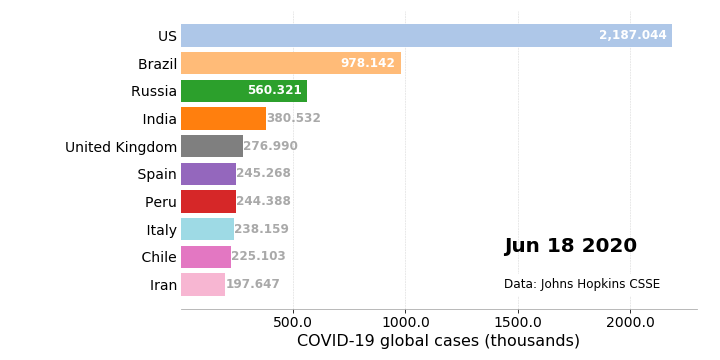 US 2,187.044
Brazil 978.142
Russia 560.321
India 380.532
United Kingdom 276.990
Spain 245.268
Peru 244.388
Italy 238.159
Chile 225.103
Iran 197.647
Jun 18 2020
Data: Johns Hopkins CSSE
500.0 1000.0 1500.0 2000.0
COVID-19 global cases (thousands)